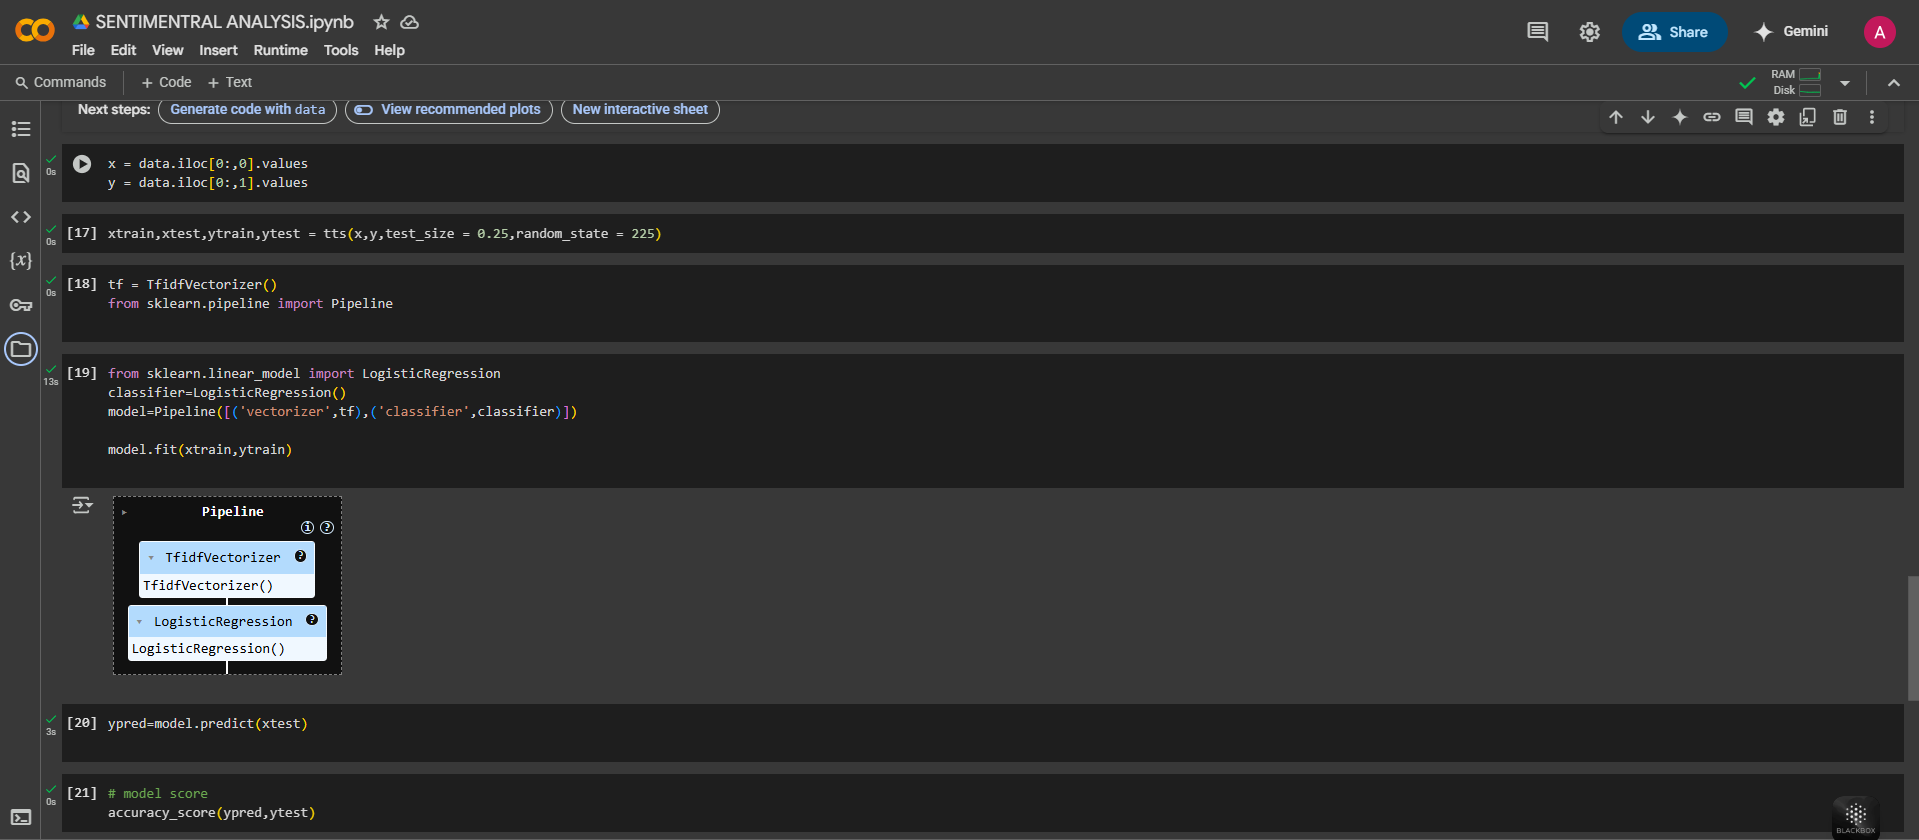 SENTIMENTRAL ANALYSIS.ipynb
File Edit View Insert Runtime Tools Help
Share
Gemini
A
Commands + Code + Text
RAM
Disk
Next steps: Generate code with data View recommended plots New interactive sheet
0s
x = data.iloc[0:,0].values
y = data.iloc[0:,1].values
0s
[17] xtrain,xtest,ytrain,ytest = tts(x,y,test_size = 0.25,random_state = 225)
0s
[18] tf = TfidfVectorizer()
from sklearn.pipeline import Pipeline
13s
[19] from sklearn.linear_model import LogisticRegression
classifier=LogisticRegression()
model=Pipeline([('vectorizer',tf),('classifier',classifier)])
model.fit(xtrain,ytrain)
Pipeline
i ?
TfidfVectorizer ?
TfidfVectorizer()
LogisticRegression ?
LogisticRegression()
3s
[20] ypred=model.predict(xtest)
0s
[21] # model score
accuracy_score(ypred,ytest)
{x}
BLACKBOX